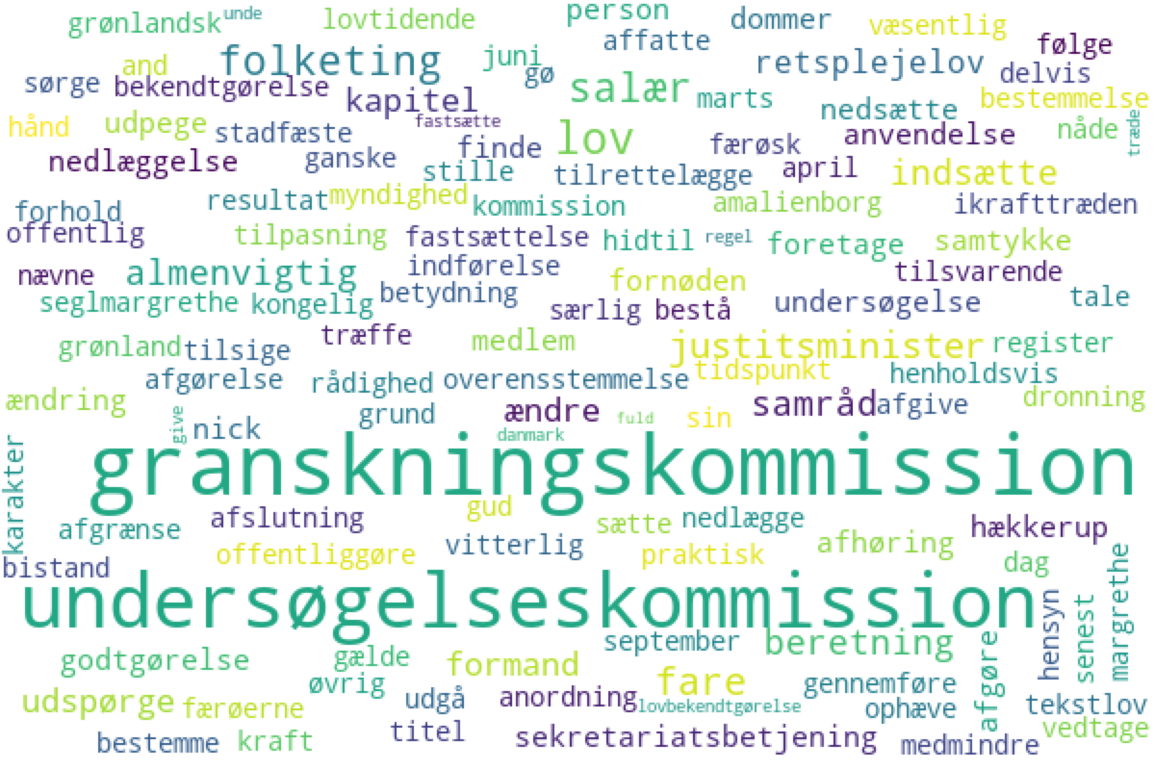 grønlandsk unde lovtidende person dommer væsentlig
and folketing juni affatte retsplejelov følge
sørge bekendtgørelse gø salær delvis
kapitel marts nedsætte bestemmelse
hånd udpege stadfæste fastsætte lov færøsk anvendelse nåde træde
nedlæggelse ganske finde stille tilrettelægge april indsætte
forhold resultat myndighed kommission amalienborg ikrafttræden
offentlig tilpasning fastsættelse hidtil regel foretage samtykke
nævne almenvigtig indførelse fornøden tilsvarende
seglmargrethe kongelig betydning særlig bestå undersøgelse tale
grønland tilsige træffe medlem justitsminister register
afgørelse rådighed overensstemmelse tidspunkt henholdsvis
ændring give nick grund ændre fuld sin samråd afgive dronning
danmark
granskningskommission
karakter afgrænse afslutning gud sætte nedlægge hækkerup
bistand offentliggøre vitterlig praktisk afhøring dag
undersøgelseskommission
september beretning hensyn senest margrethe
godtgørelse gælde formand afgøre
udspørge færøerne øvrig udgå anordning fare gennemføre
lovbekendtgørelse ophæve tekstlov
bestemme kraft titel sekretariatsbetjening medmindre vedtage